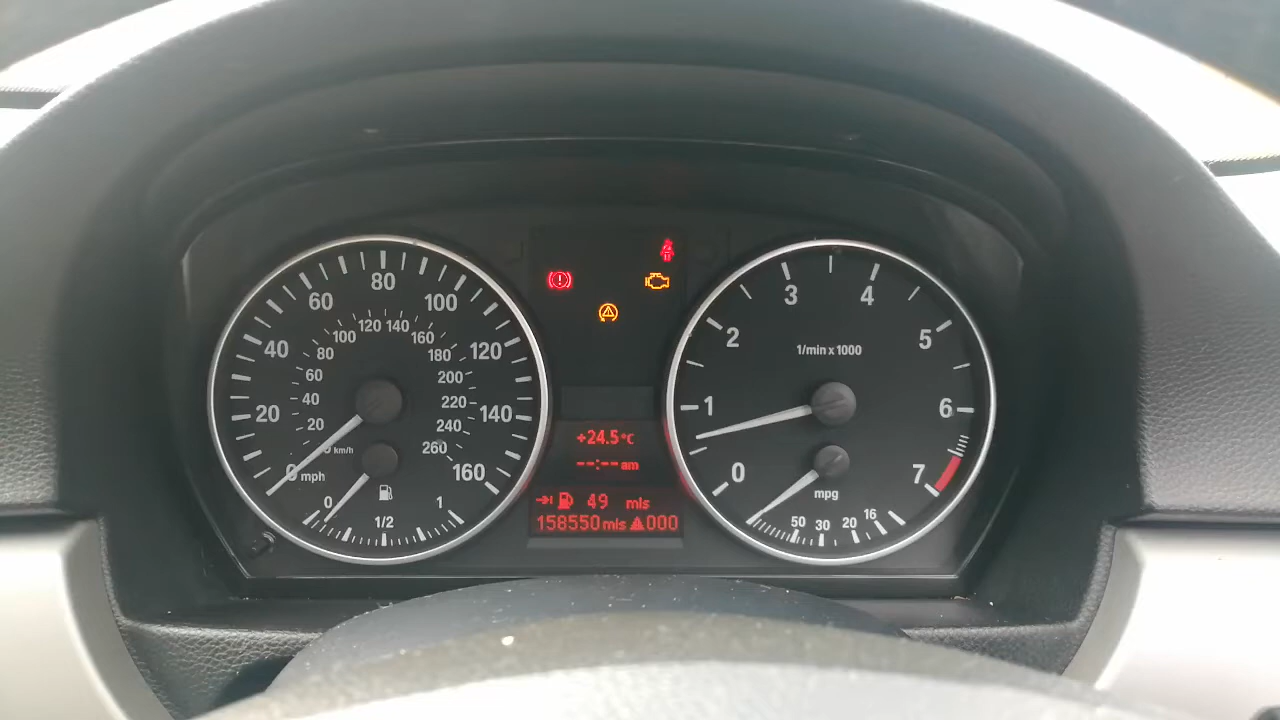 20 40 60 80 100 120 140 160
20 40 60 80 100 120 140 160 180 200 220 240 260
km/h
0 mph
0 1/2 1
+24.5°C
--:-- am
49 mls
158550 mls 000
0 1 2 3 4 5 6 7
1/min x 1000
mpg
50 30 20 16